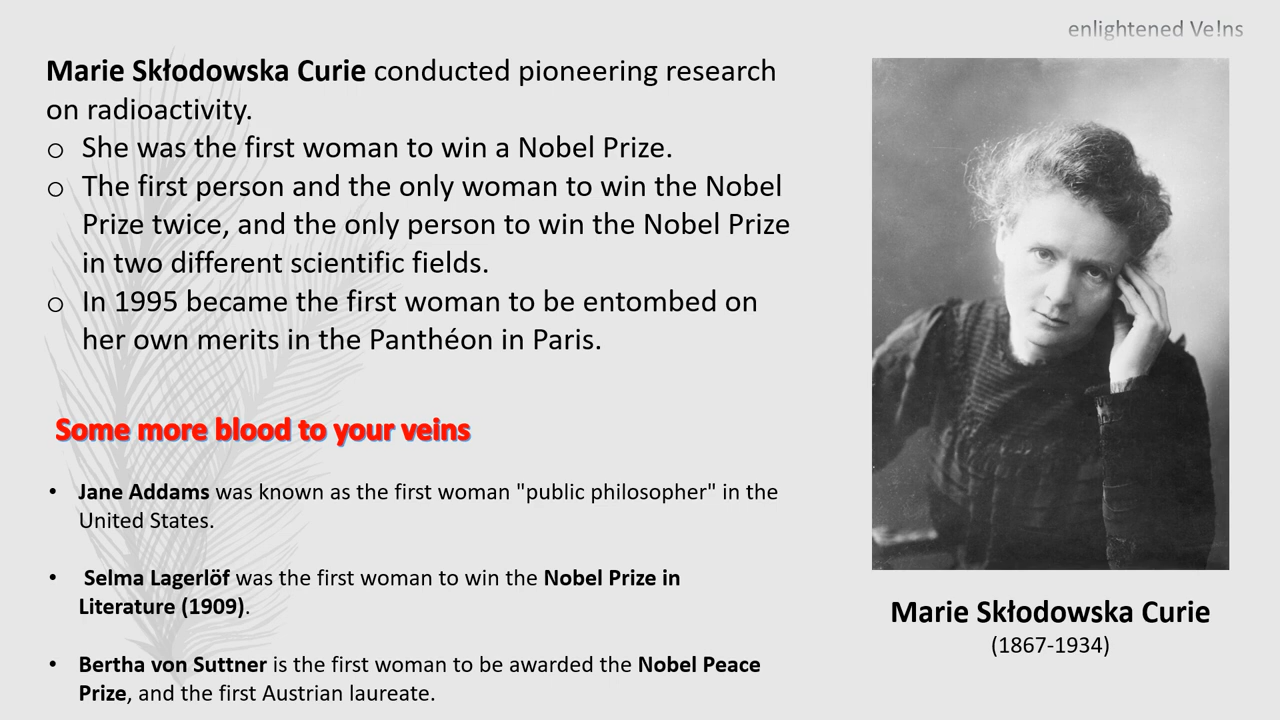 enlightened Ve!ns
Marie Skłodowska Curie conducted pioneering research
on radioactivity.
o She was the first woman to win a Nobel Prize.
o The first person and the only woman to win the Nobel
Prize twice, and the only person to win the Nobel Prize
in two different scientific fields.
o In 1995 became the first woman to be entombed on
her own merits in the Panthéon in Paris.
Some more blood to your veins
• Jane Addams was known as the first woman "public philosopher" in the
United States.
• Selma Lagerlöf was the first woman to win the Nobel Prize in
Literature (1909).
• Bertha von Suttner is the first woman to be awarded the Nobel Peace
Prize, and the first Austrian laureate.
Marie Skłodowska Curie
(1867-1934)